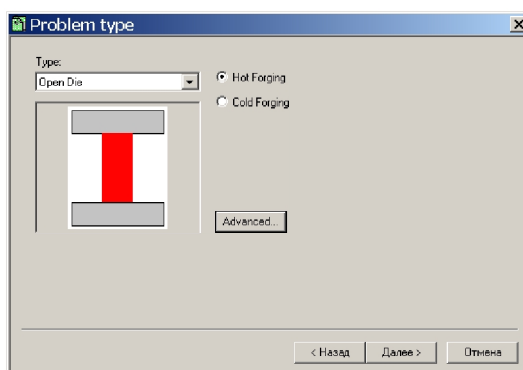 Problem type
Type:
Open Die
Hot Forging
Cold Forging
Advanced...
< Назад
Далее >
Отмена